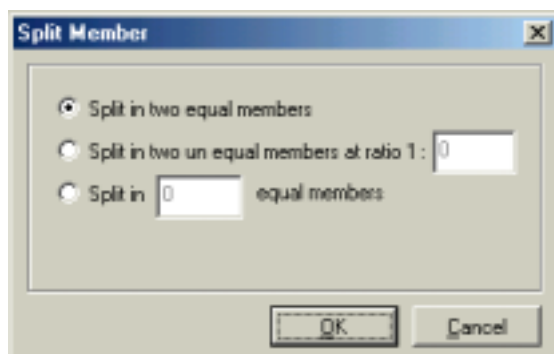 Split Member
Split in two equal members
Split in two un equal members at ratio 1 : 0
Split in 0 equal members
OK Cancel